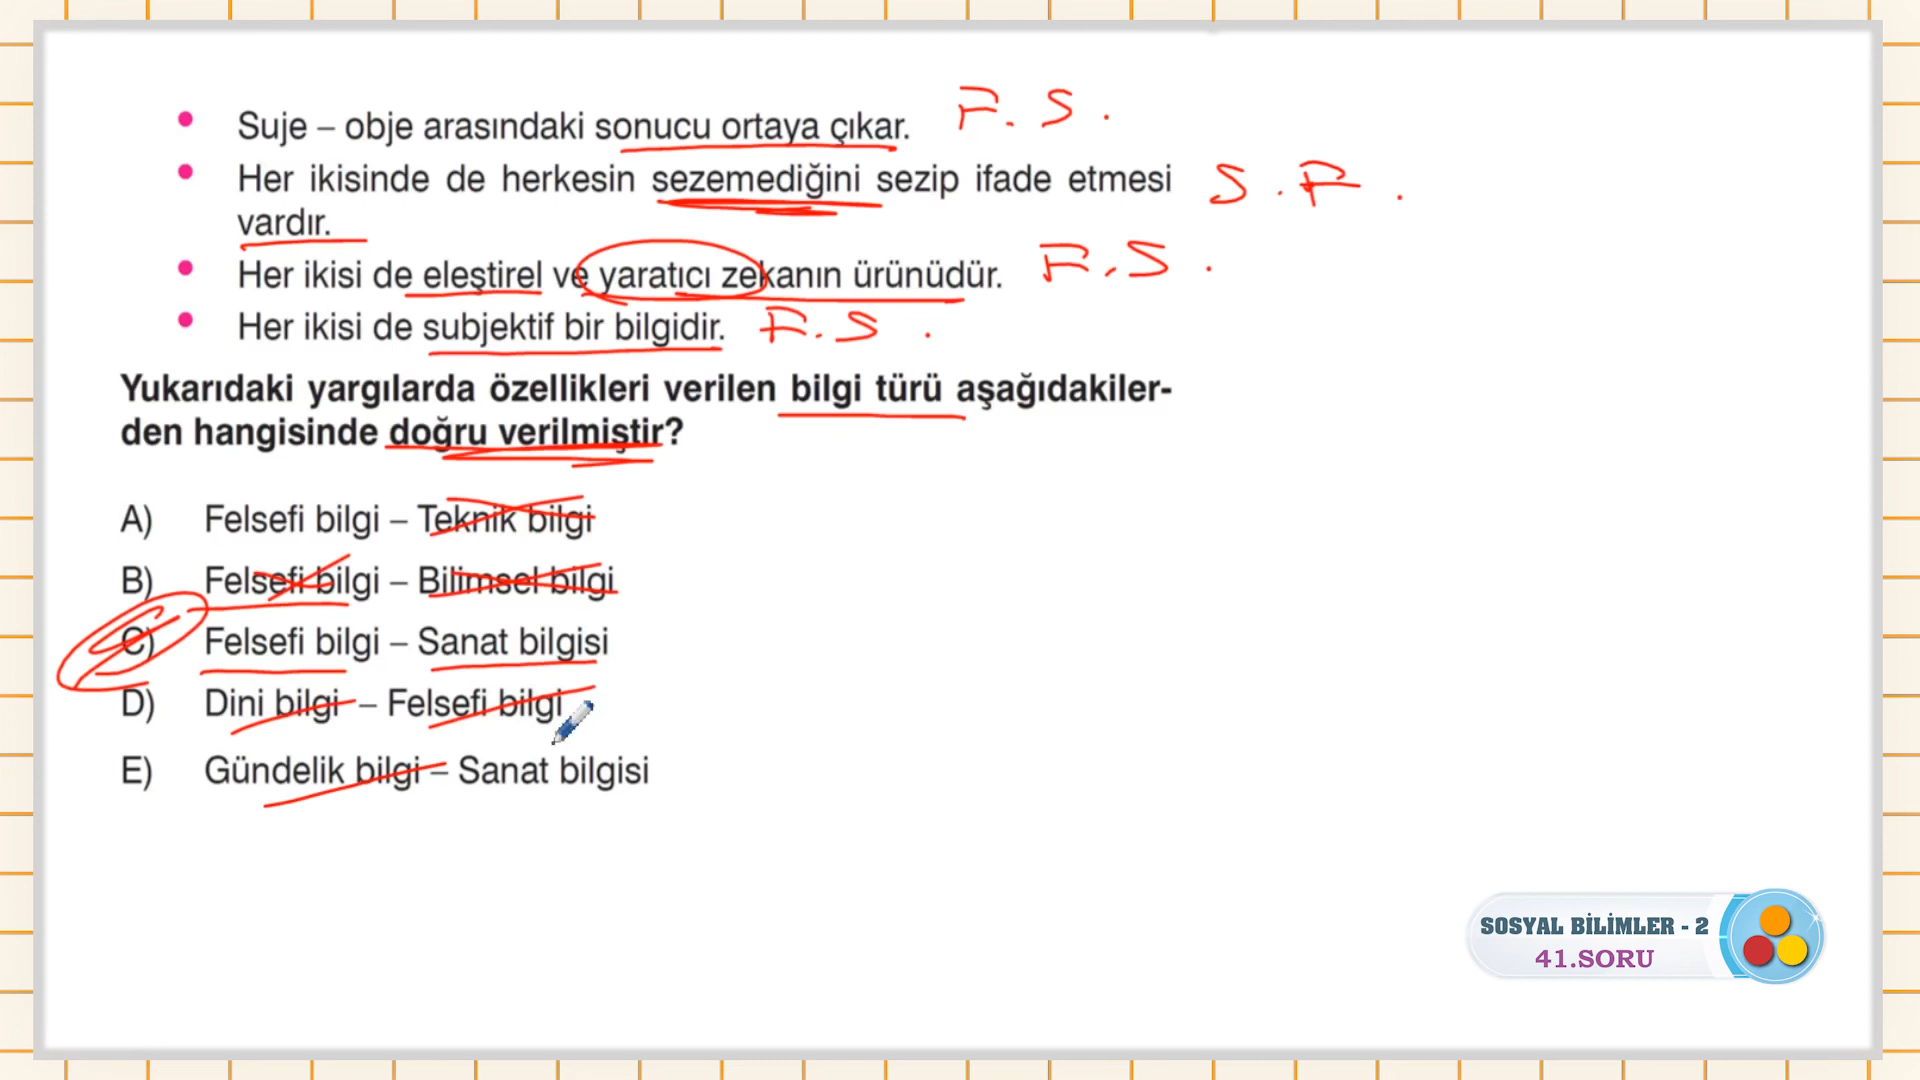 • Suje – obje arasındaki sonucu ortaya çıkar. F. S.
• Her ikisinde de herkesin sezemediğini sezip ifade etmesi S. F.
vardır.
• Her ikisi de eleştirel ve yaratıcı zekanın ürünüdür. F. S.
• Her ikisi de subjektif bir bilgidir. F. S.
Yukarıdaki yargılarda özellikleri verilen bilgi türü aşağıdakiler-
den hangisinde doğru verilmiştir?
A) Felsefi bilgi – Teknik bilgi
B) Felsefi bilgi – Bilimsel bilgi
C) Felsefi bilgi – Sanat bilgisi
D) Dini bilgi – Felsefi bilgi
E) Gündelik bilgi – Sanat bilgisi
SOSYAL BİLİMLER - 2
41.SORU